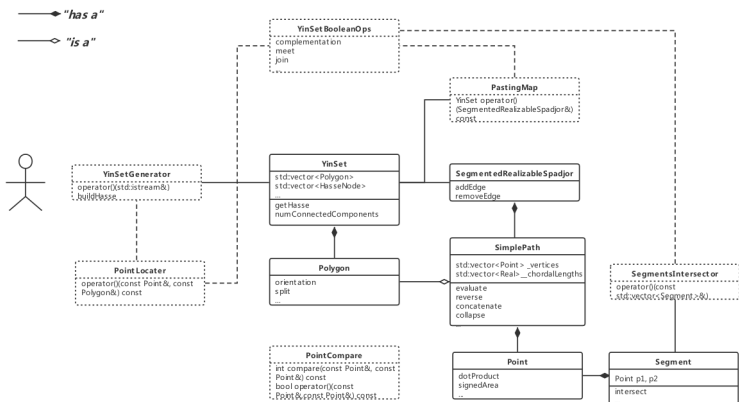 "has a"
"is a"
YinSetBooleanOps
complementation
meet
join
...
PastingMap
YinSet operator()
(SegmentedRealizableSpadjor&)
const
YinSetGenerator
operator()(std::istream&)
buildHasse
YinSet
std::vector<Polygon>
std::vector<HasseNode>
...
getHasse
numConnectedComponents
SegmentedRealizableSpadjor
addEdge
removeEdge
PointLocater
operator()(const Point&, const
Polygon&) const
Polygon
orientation
split
...
SimplePath
std::vector<Point> _vertices
std::vector<Real>__chordalLengths
evaluate
reverse
concatenate
collapse
...
SegmentsIntersector
operator()(const
std::vector<Segment>&)
PointCompare
int compare(const Point&, const
Point&) const
bool operator()(const
Point&,const Point&) const
Point
dotProduct
signedArea
...
Segment
Point p1, p2
intersect